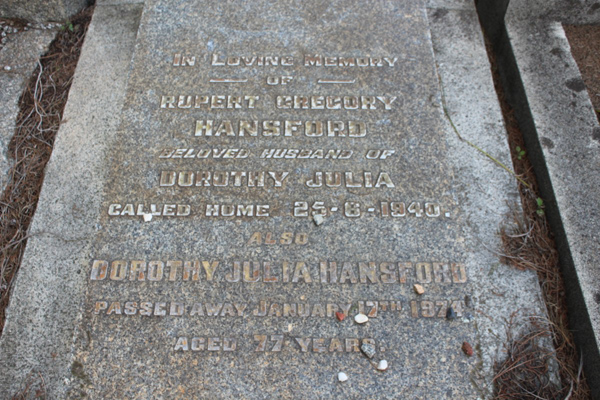 IN LOVING MEMORY
OF
RUPERT GREGORY
HANSFORD
BELOVED HUSBAND OF
DOROTHY JULIA
CALLED HOME 24-6-1940.
ALSO
DOROTHY JULIA HANSFORD
PASSED AWAY JANUARY 17TH 1974
AGED 77 YEARS.